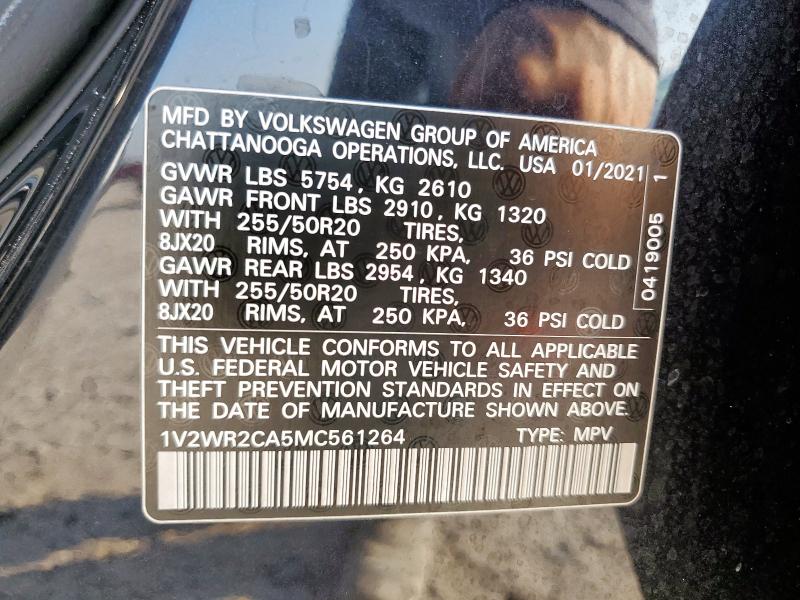 MFD BY VOLKSWAGEN GROUP OF AMERICA
CHATTANOOGA OPERATIONS, LLC. USA 01/2021
GVWR LBS 5754, KG 2610
GAWR FRONT LBS 2910, KG 1320
WITH 255/50R20 TIRES,
8JX20 RIMS, AT 250 KPA, 36 PSI COLD
GAWR REAR LBS 2954, KG 1340
WITH 255/50R20 TIRES,
8JX20 RIMS, AT 250 KPA, 36 PSI COLD
0419005 1
THIS VEHICLE CONFORMS TO ALL APPLICABLE
U.S. FEDERAL MOTOR VEHICLE SAFETY AND
THEFT PREVENTION STANDARDS IN EFFECT ON
THE DATE OF MANUFACTURE SHOWN ABOVE.
1V2WR2CA5MC561264 TYPE: MPV